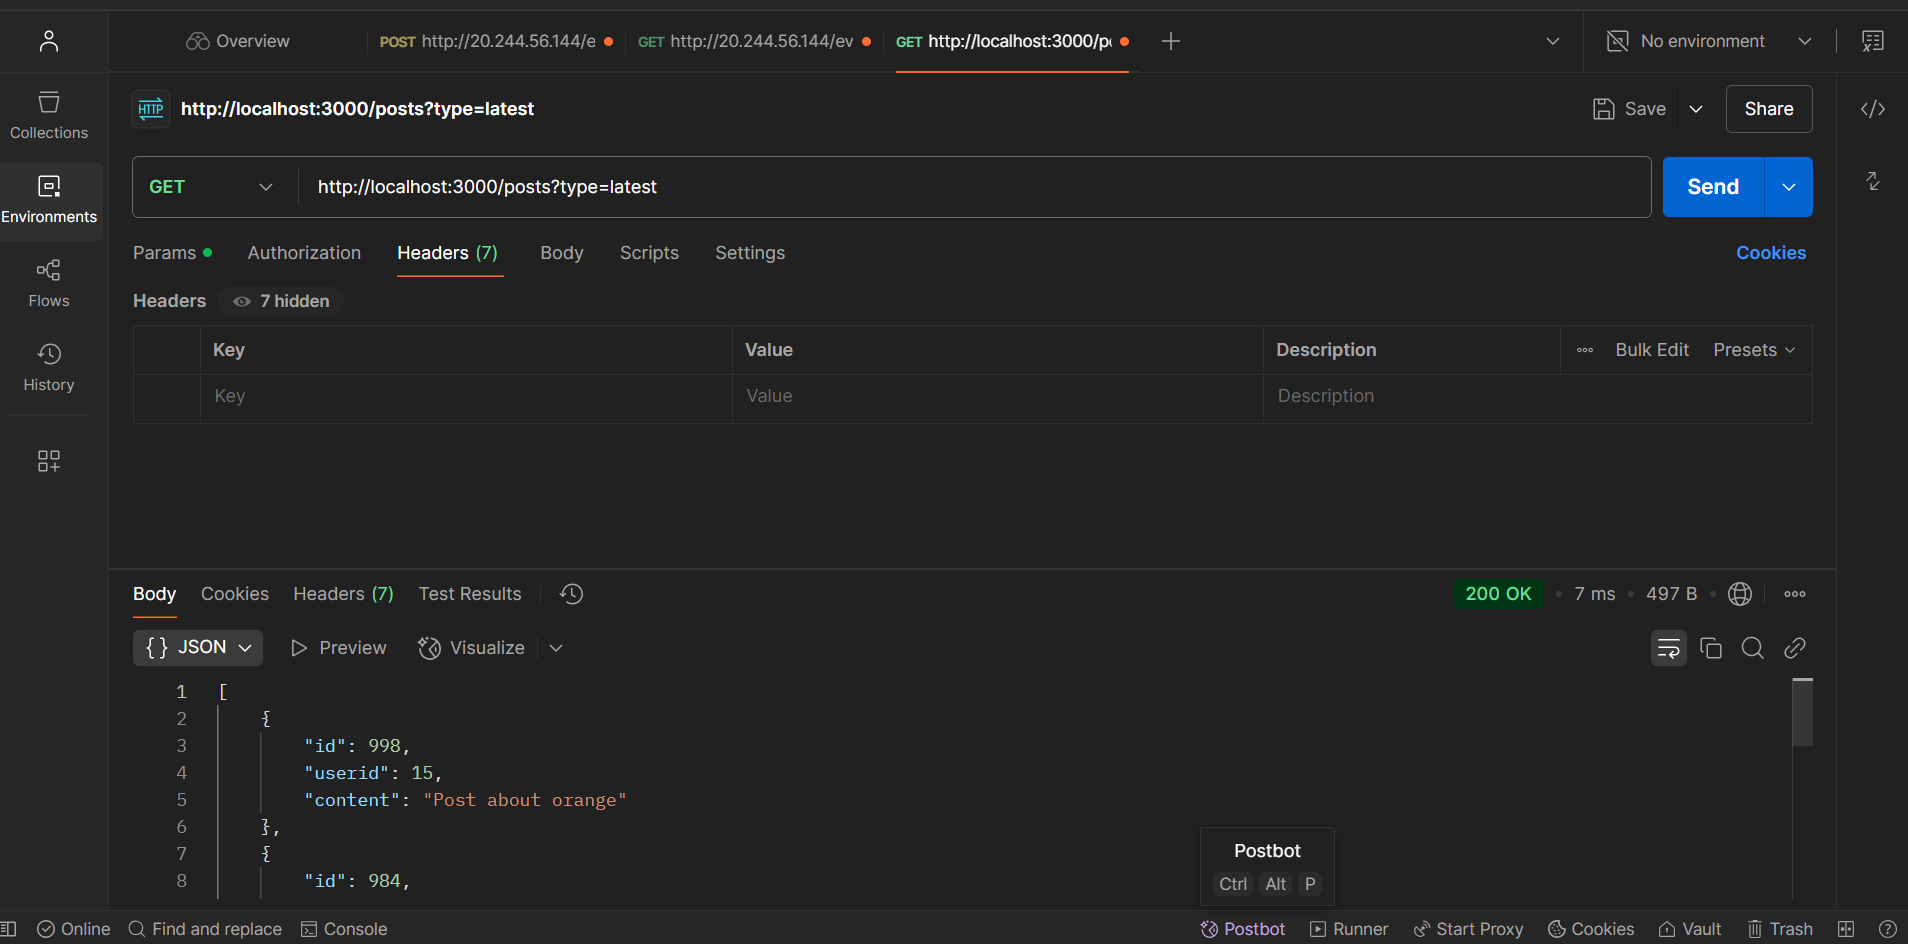 Overview
POST http://20.244.56.144/e
GET http://20.244.56.144/ev
GET http://localhost:3000/p
No environment
Collections
Environments
Flows
History
HTTP http://localhost:3000/posts?type=latest
Save
Share
GET http://localhost:3000/posts?type=latest
Send
Params Authorization Headers (7) Body Scripts Settings
Cookies
Headers 7 hidden
Key Value Description Bulk Edit Presets
Key Value Description
Body Cookies Headers (7) Test Results
200 OK • 7 ms • 497 B
{} JSON Preview Visualize
1 [
2 {
3 "id": 998,
4 "userid": 15,
5 "content": "Post about orange"
6 },
7 {
8 "id": 984,
Postbot
Ctrl Alt P
Online Find and replace Console
Postbot Runner Start Proxy Cookies Vault Trash